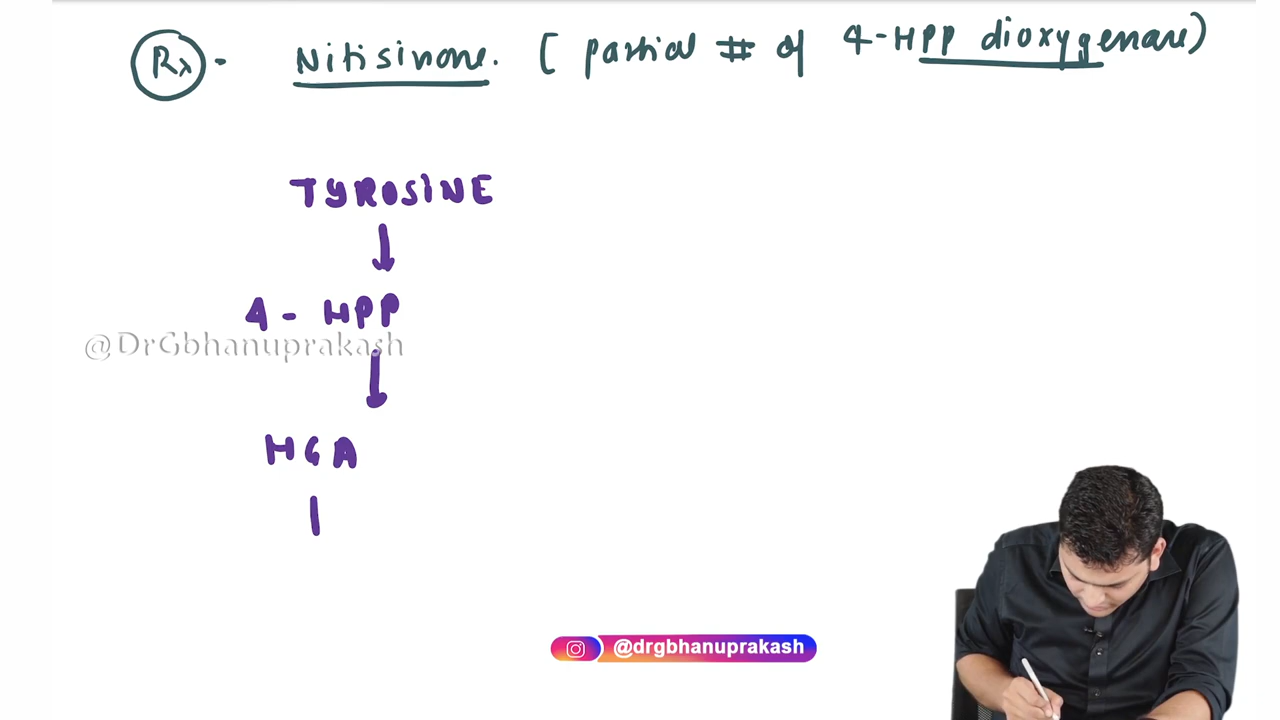 Rx. Nitisinone. [ partial # of 4-HPP dioxygenase)
TYROSINE
4 - HPP
@DrGbhanuprakash
HGA
@drgbhanuprakash